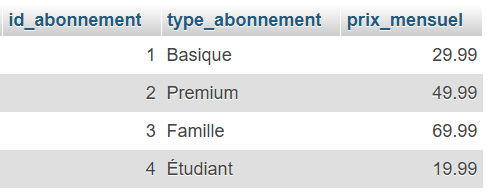 id_abonnement type_abonnement prix_mensuel
1 Basique 29.99
2 Premium 49.99
3 Famille 69.99
4 Étudiant 19.99